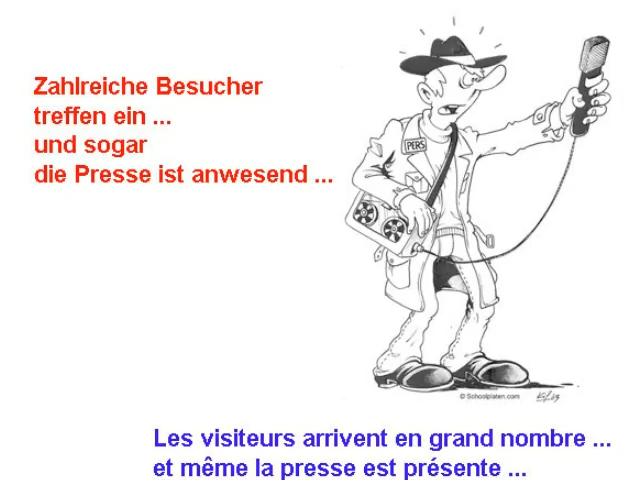 Zahlreiche Besucher
treffen ein ...
und sogar
die Presse ist anwesend ...
PERS
© Schoolplaten.com
Les visiteurs arrivent en grand nombre ...
et même la presse est présente ...